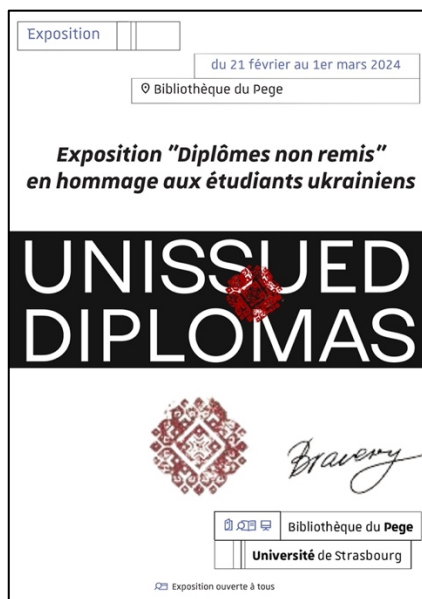 Exposition
du 21 février au 1er mars 2024
Bibliothèque du Pege
Exposition "Diplômes non remis"
en hommage aux étudiants ukrainiens
UNISSUED
DIPLOMAS
Bravery
Bibliothèque du Pege
Université de Strasbourg
Exposition ouverte à tous